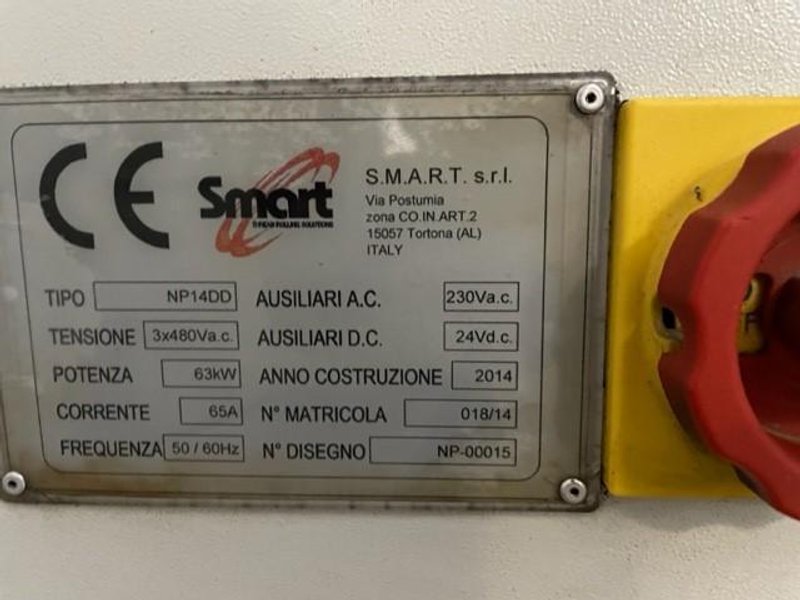 CE
Smart
THREAD ROLLING SOLUTIONS
S.M.A.R.T. s.r.l.
Via Postumia
zona CO.IN.ART.2
15057 Tortona (AL)
ITALY
TIPO NP14DD AUSILIARI A.C. 230Va.c.
TENSIONE 3x480Va.c. AUSILIARI D.C. 24Vd.c.
POTENZA 63kW ANNO COSTRUZIONE 2014
CORRENTE 65A N° MATRICOLA 018/14
FREQUENZA 50 / 60Hz N° DISEGNO NP-00015